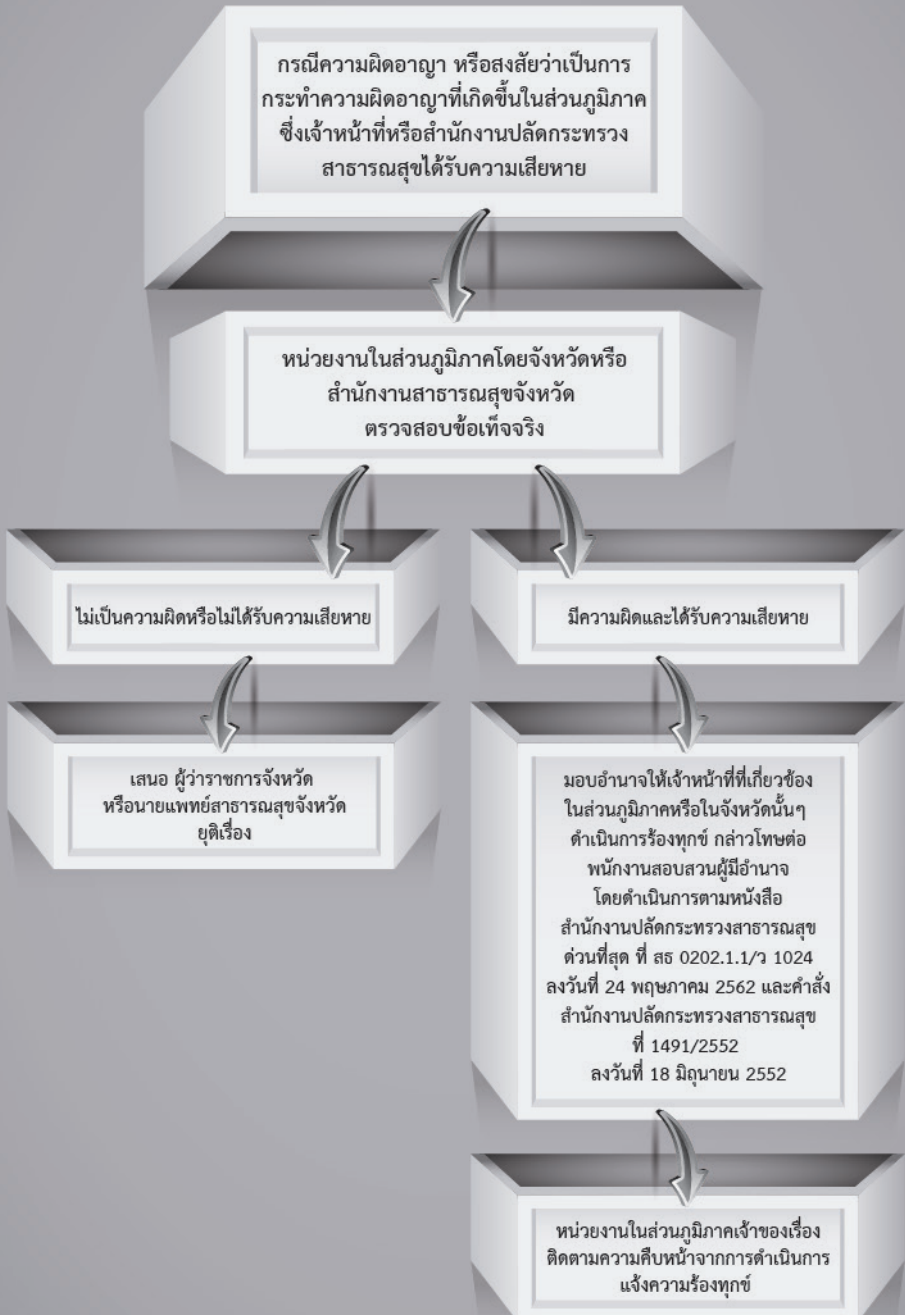 กรณีความผิดอาญา หรือสงสัยว่าเป็นการ
กระทำความผิดอาญาที่เกิดขึ้นในส่วนภูมิภาค
ซึ่งเจ้าหน้าที่หรือสำนักงานปลัดกระทรวง
สาธารณสุขได้รับความเสียหาย
หน่วยงานในส่วนภูมิภาคโดยจังหวัดหรือ
สำนักงานสาธารณสุขจังหวัด
ตรวจสอบข้อเท็จจริง
ไม่เป็นความผิดหรือไม่ได้รับความเสียหาย
เสนอ ผู้ว่าราชการจังหวัด
หรือนายแพทย์สาธารณสุขจังหวัด
ยุติเรื่อง
มีความผิดและได้รับความเสียหาย
มอบอำนาจให้เจ้าหน้าที่ที่เกี่ยวข้อง
ในส่วนภูมิภาคหรือในจังหวัดนั้นๆ
ดำเนินการร้องทุกข์ กล่าวโทษต่อ
พนักงานสอบสวนผู้มีอำนาจ
โดยดำเนินการตามหนังสือ
สำนักงานปลัดกระทรวงสาธารณสุข
ด่วนที่สุด ที่ สธ 0202.1.1/ว 1024
ลงวันที่ 24 พฤษภาคม 2562 และคำสั่ง
สำนักงานปลัดกระทรวงสาธารณสุข
ที่ 1491/2552
ลงวันที่ 18 มิถุนายน 2552
หน่วยงานในส่วนภูมิภาคเจ้าของเรื่อง
ติดตามความคืบหน้าจากการดำเนินการ
แจ้งความร้องทุกข์